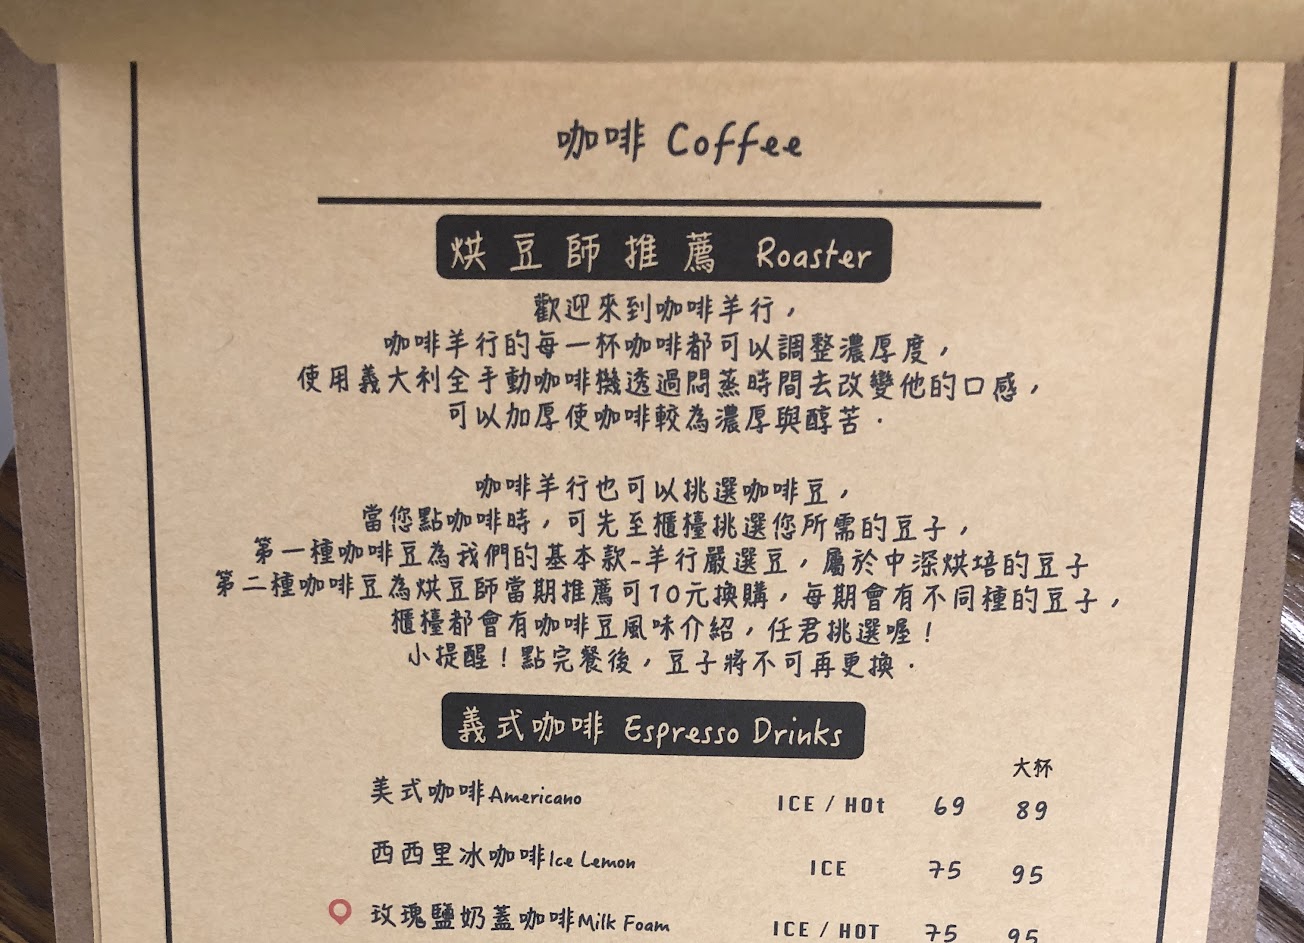 咖啡 Coffee
烘豆師推薦 Roaster
歡迎來到咖啡羊行，
咖啡羊行的每一杯咖啡都可以調整濃厚度，
使用義大利全手動咖啡機透過悶蒸時間去改變他的口感，
可以加厚使咖啡較為濃厚與醇苦．
咖啡羊行也可以挑選咖啡豆，
當您點咖啡時，可先至櫃檯挑選您所需的豆子，
第一種咖啡豆為我們的基本款-羊行嚴選豆，屬於中深烘培的豆子
第二種咖啡豆為烘豆師當期推薦可10元換購，每期會有不同種的豆子，
櫃檯都會有咖啡豆風味介紹，任君挑選喔！
小提醒！點完餐後，豆子將不可再更換．
義式咖啡 Espresso Drinks
大杯
美式咖啡Americano ICE / HOt 69 89
西西里冰咖啡Ice Lemon ICE 75 95
玫瑰鹽奶蓋咖啡Milk Foam ICE / HOT 75 95